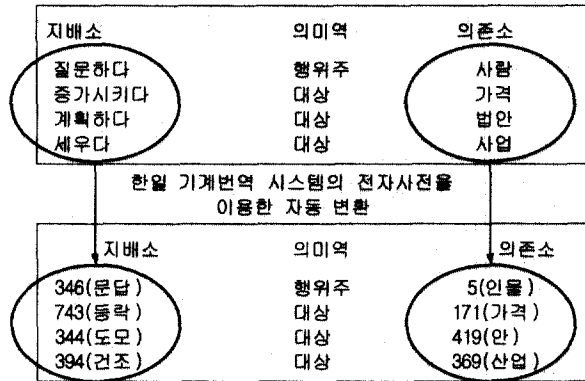 지배소 의미역 의존소
질문하다 행위주 사람
증가시키다 대상 가격
계획하다 대상 법안
세우다 대상 사업
한일 기계번역 시스템의 전자사전을
이용한 자동 변환
지배소 의미역 의존소
346(문답) 행위주 5(인물)
743(등락) 대상 171(가격)
344(도모) 대상 419(안)
394(건조) 대상 369(산업)